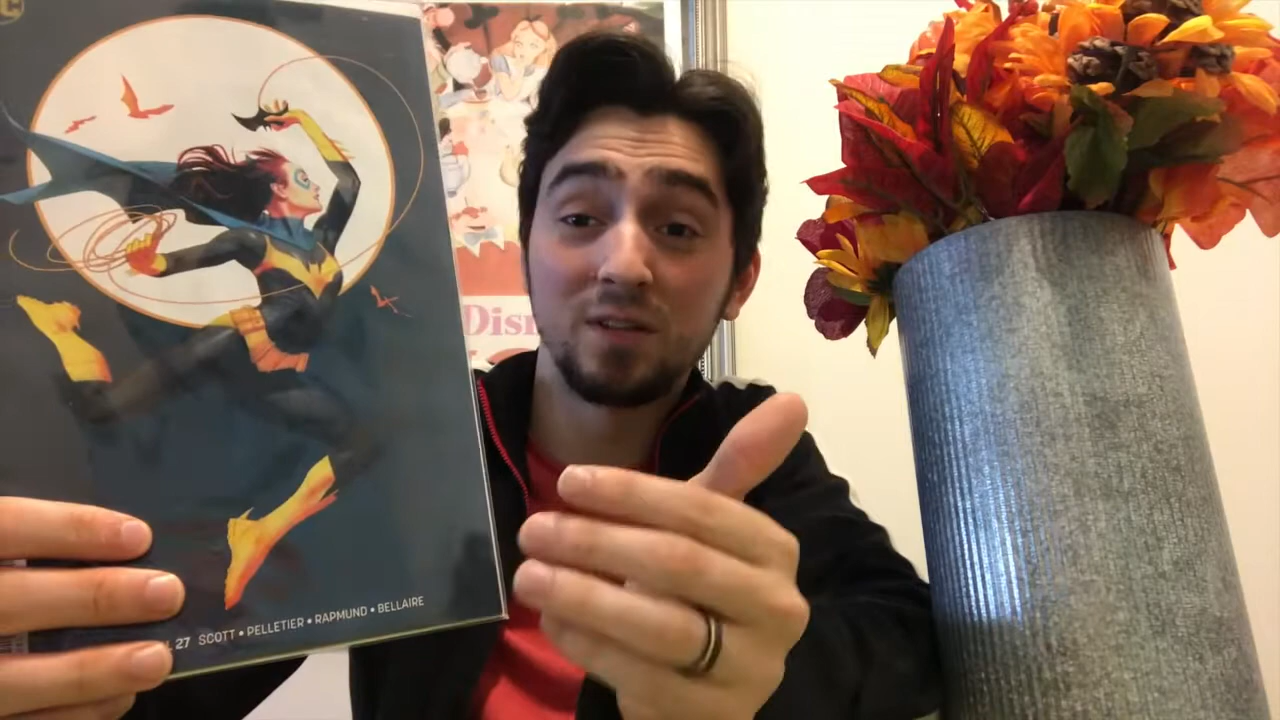 C
27 SCOTT • PELLETIER • RAPMUND • BELLAIRE
Disn